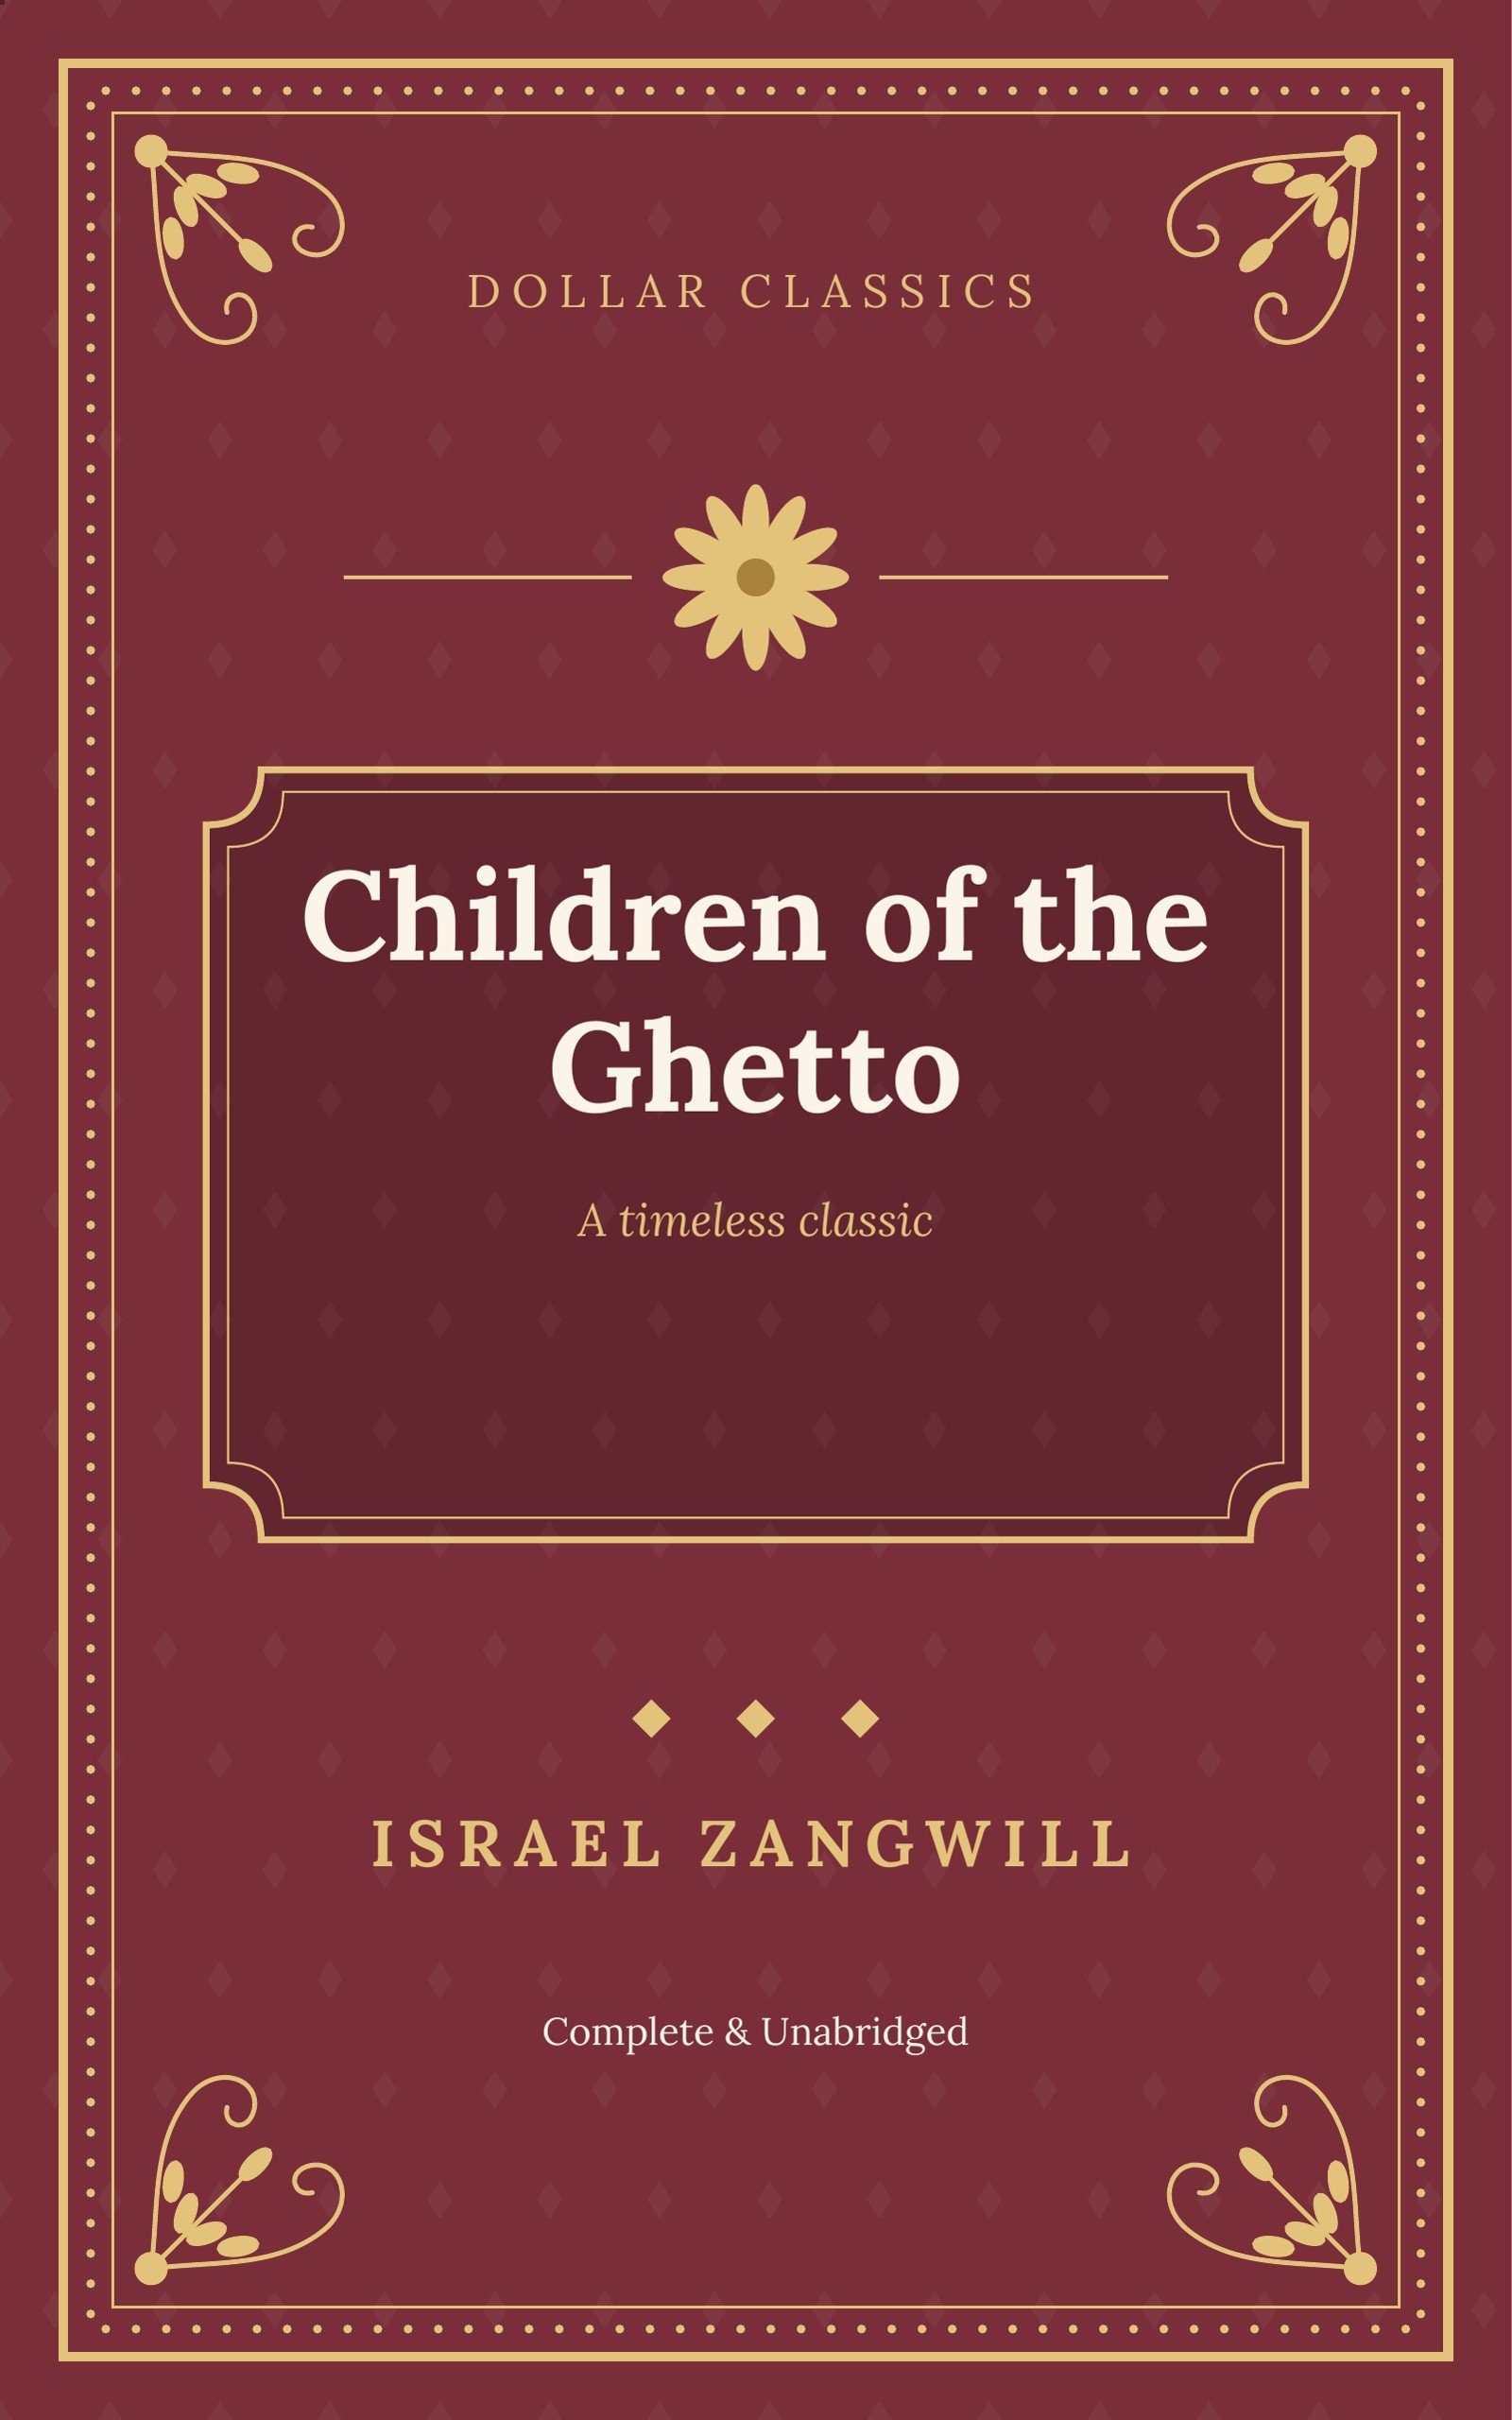 DOLLAR CLASSICS
Children of the
Ghetto
A timeless classic
ISRAEL ZANGWILL
Complete & Unabridged